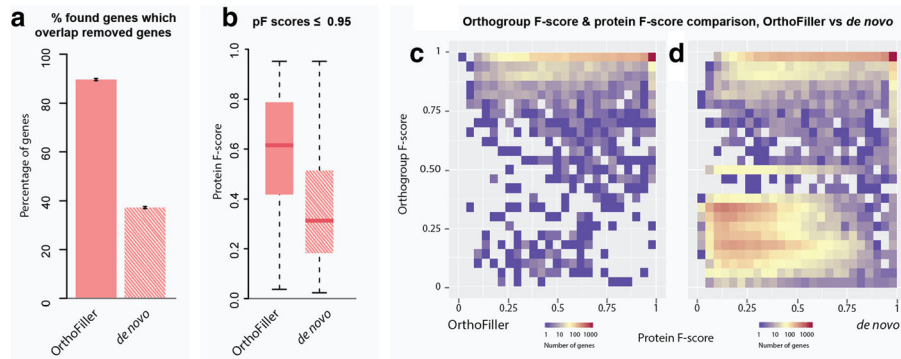 a
% found genes which
overlap removed genes
Percentage of genes
100
80
60
40
20
0
OrthoFiller
de novo
b
pF scores ≤ 0.95
Protein F-score
1.0
0.8
0.6
0.4
0.2
0.0
OrthoFiller
de novo
Orthogroup F-score & protein F-score comparison, OrthoFiller vs de novo
c
d
Orthogroup F-score
1
0.75
0.50
0.25
0
0 0.25 0.5 0.75 1
0 0.25 0.5 0.75 1
OrthoFiller
Protein F-score
de novo
1 10 100 1000
Number of genes
1 10 100 1000
Number of genes